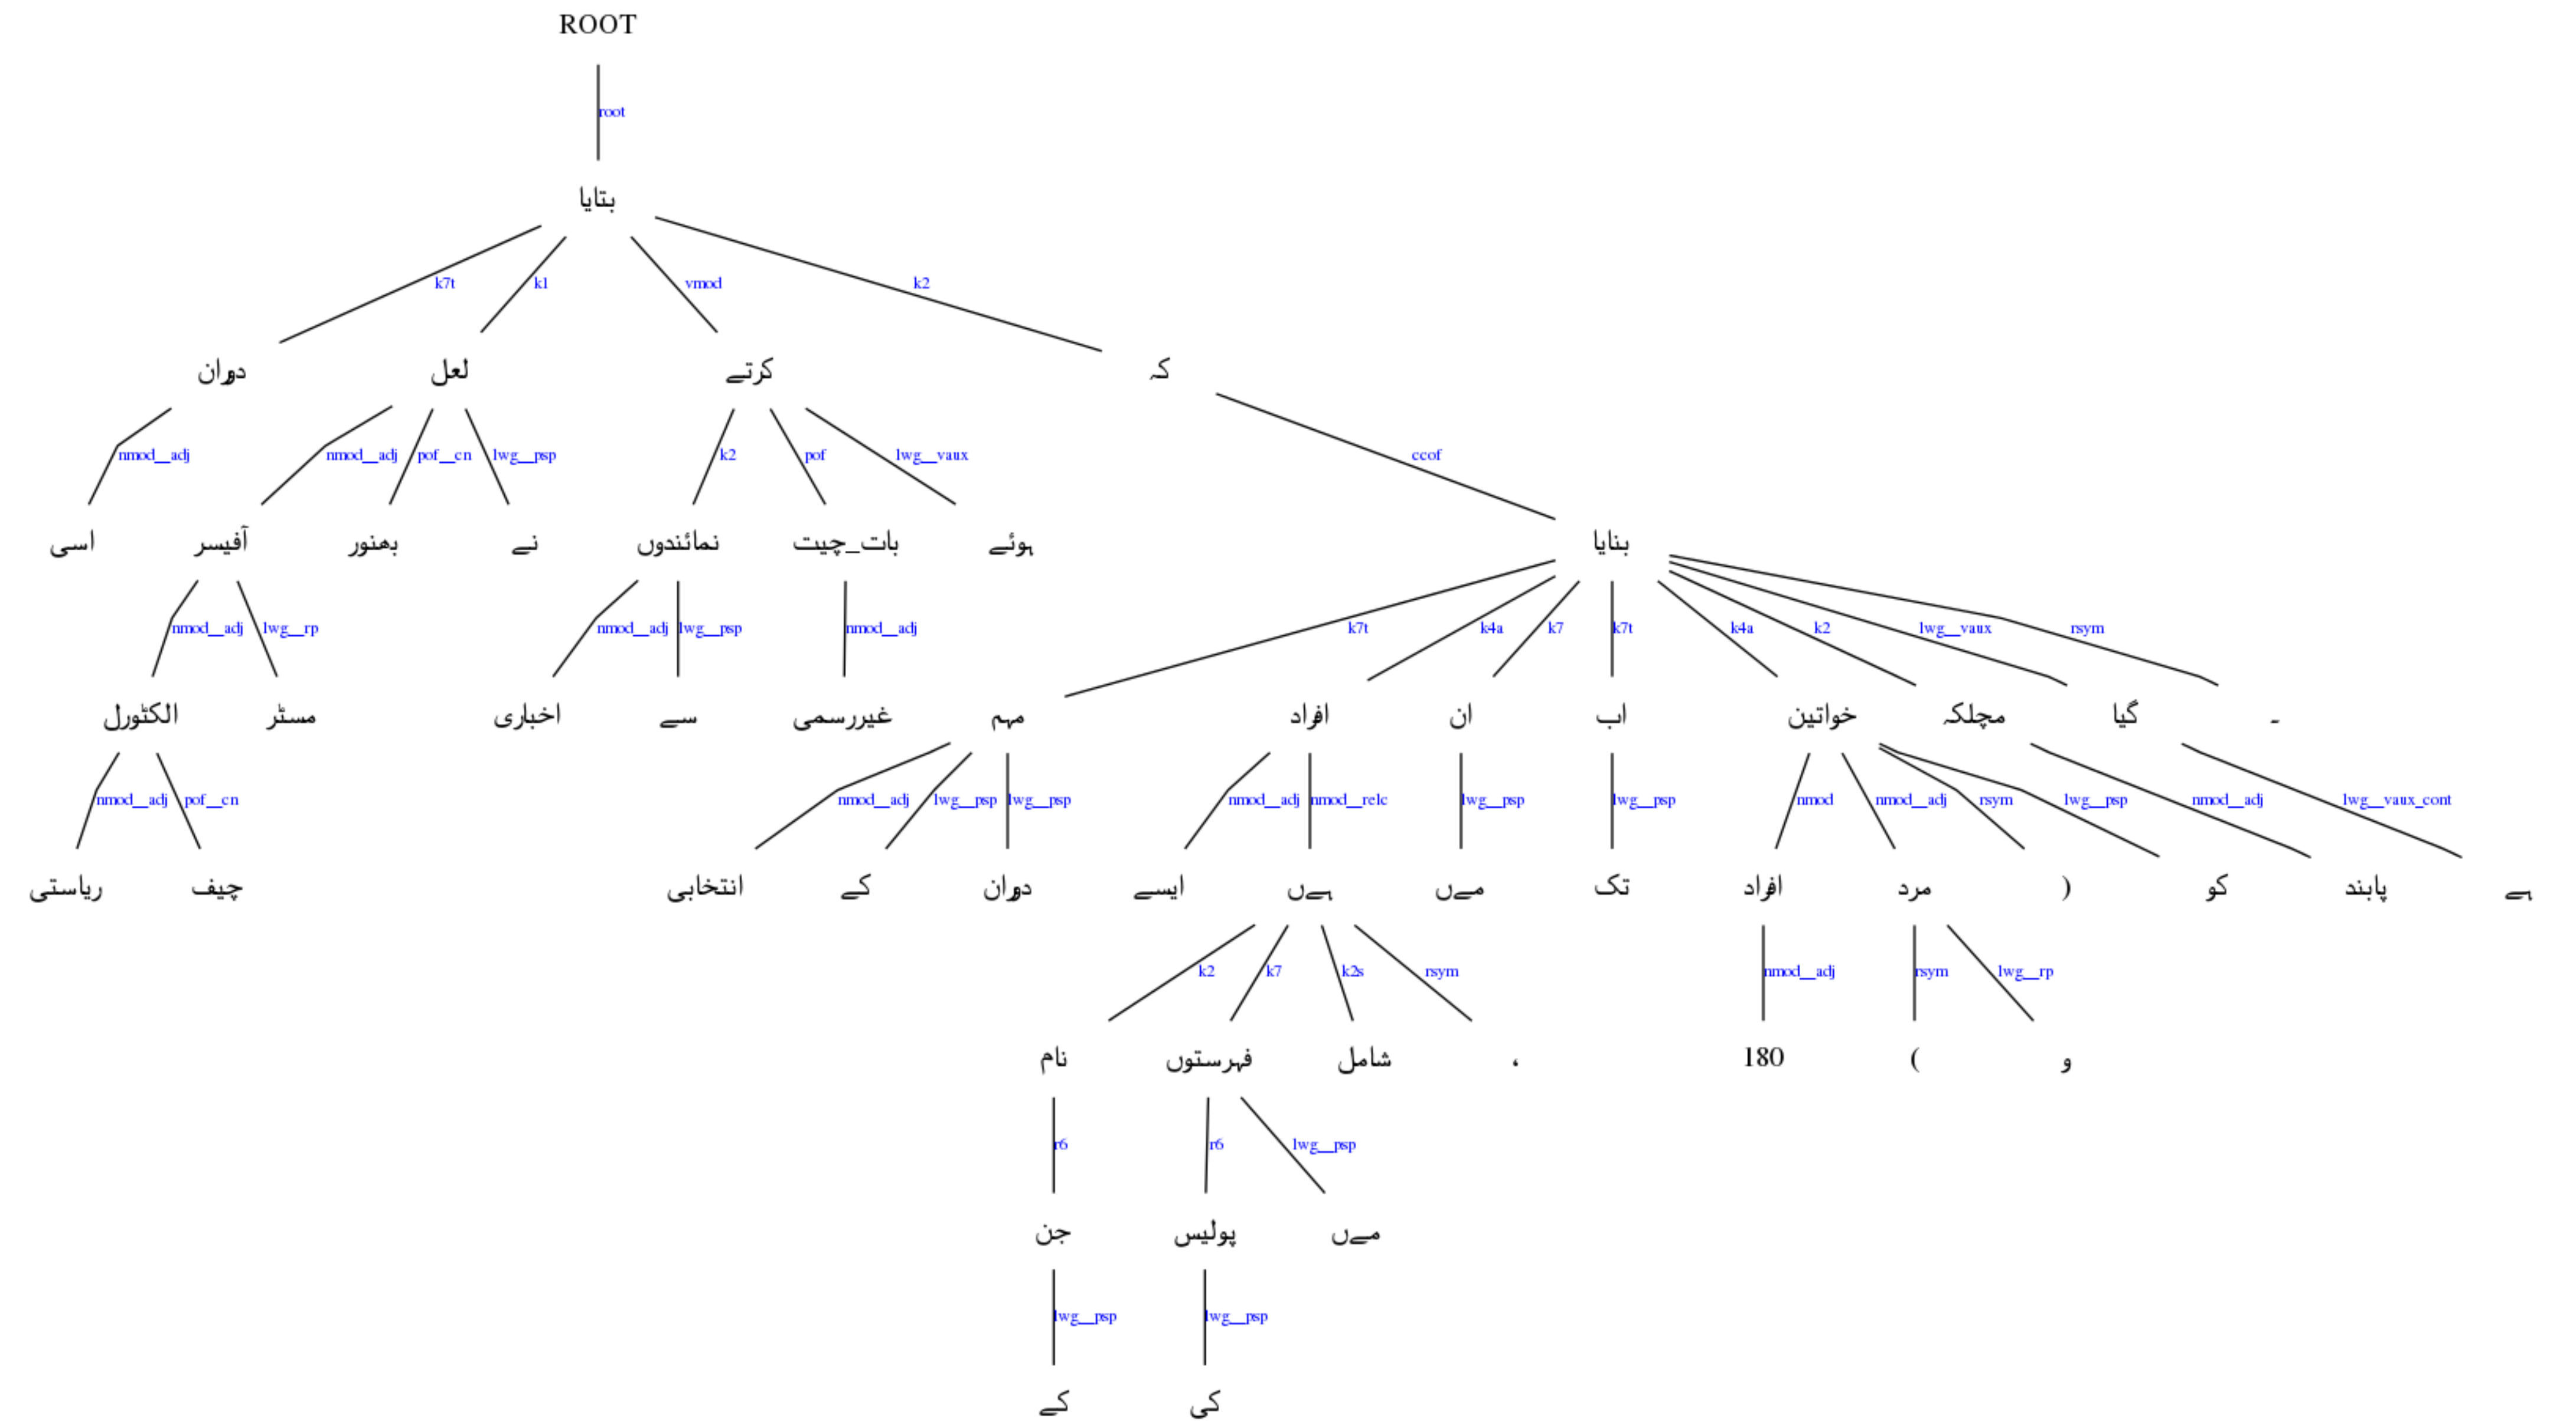 ROOT
root
بتایا
k7t k1 vmod k2
دوران لعل کرتے کہ
nmod__adj nmod__adj pof__cn lwg__psp k2 pof lwg__vaux ccof
اسی آفیسر بھنور نے نمائندوں بات_چیت ہوئے بنایا
nmod__adj lwg__rp nmod__adj lwg__psp nmod__adj k7t k4a k7 k7t k4a k2 lwg__vaux rsym
الکٹورل مسٹر اخباری سے غیررسمی مہم افراد ان اب خواتین مچلکہ گیا ۔
nmod__adj pof__cn nmod__adj lwg__psp lwg__psp nmod__adj nmod__relc lwg__psp lwg__psp nmod nmod__adj rsym lwg__psp nmod__adj lwg__vaux_cont
ریاستی چیف انتخابی کے دوران ایسے ہےں مےں تک افراد مرد ) کو پابند ہے
k2 k7 k2s rsym nmod__adj rsym lwg__rp
نام فہرستوں شامل ، 180 ( و
r6 r6 lwg__psp
جن پولیس مےں
lwg__psp lwg__psp
کے کی